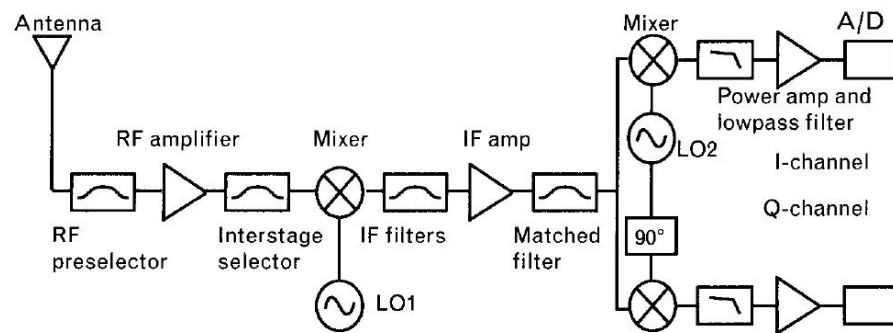 Antenna
RF amplifier
Mixer
IF amp
Mixer
A/D
Power amp and
lowpass filter
LO2
I-channel
Q-channel
90°
RF
preselector
Interstage
selector
IF filters
Matched
filter
LO1